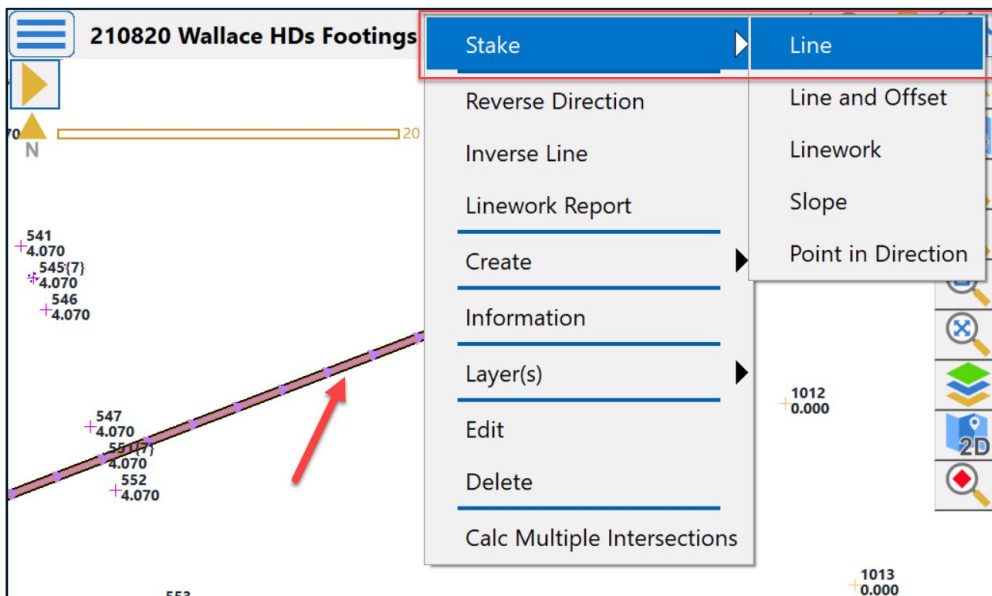 210820 Wallace HDs Footings
Stake
Line
Reverse Direction
Line and Offset
Inverse Line
Linework
Linework Report
Slope
Create
Point in Direction
Information
Layer(s)
Edit
Delete
Calc Multiple Intersections
70
20
N
541
4.070
545{7}
4.070
546
4.070
547
4.070
551{7}
4.070
552
4.070
553
1012
0.000
1013
0.000
2D